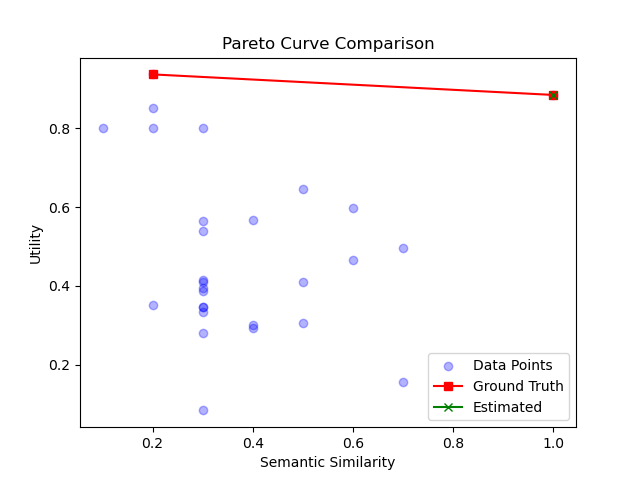 Pareto Curve Comparison
0.8
0.6
0.4
0.2
Utility
0.2
0.4
0.6
0.8
1.0
Semantic Similarity
Data Points
Ground Truth
Estimated